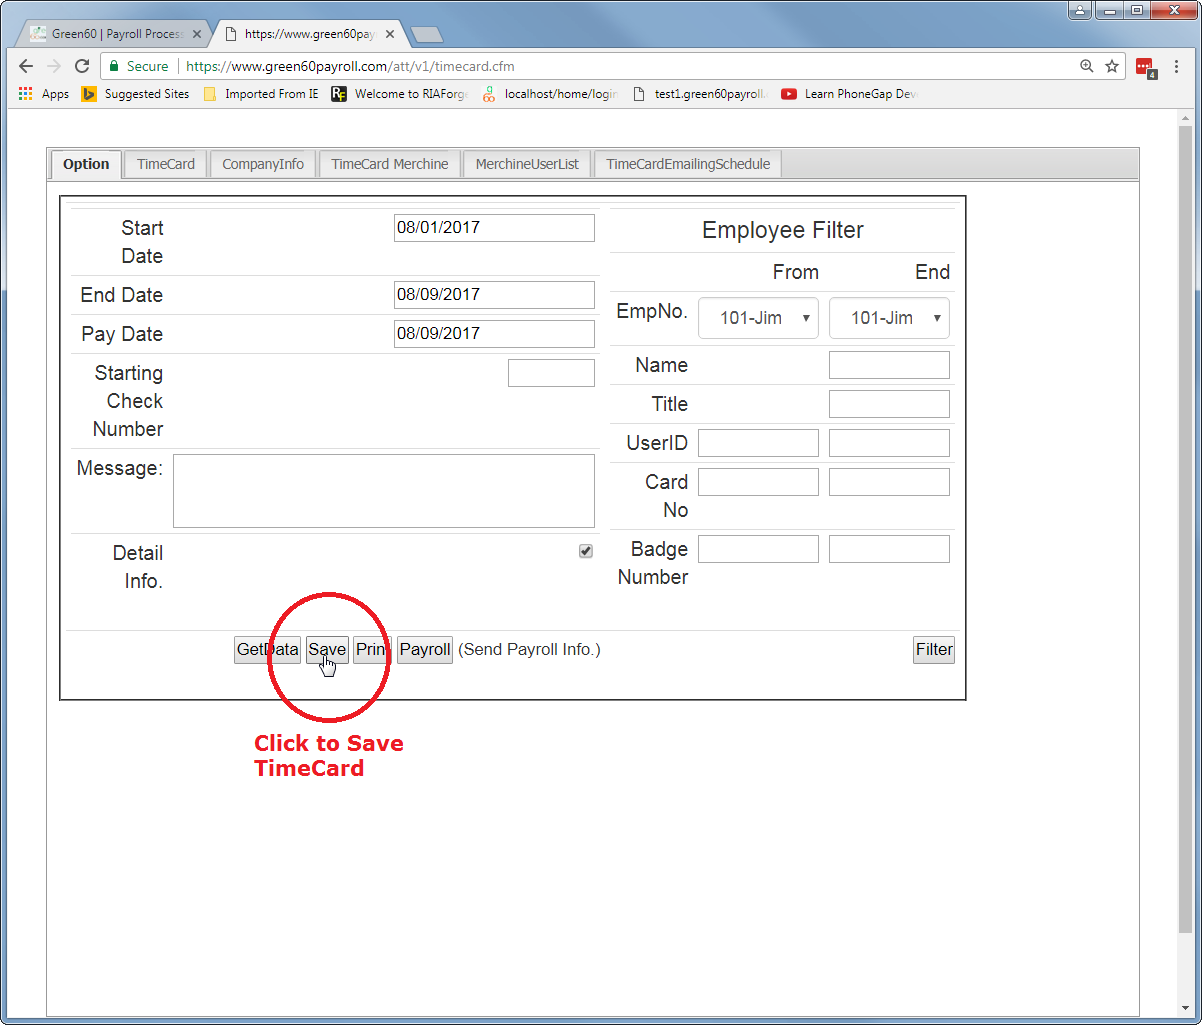 Green60 | Payroll Process
https://www.green60pay
Secure
https://www.green60payroll.com/att/v1/timecard.cfm
4
Apps
Suggested Sites
Imported From IE
RF
Welcome to RIAForg
localhost/home/login
test1.green60payroll.
Learn PhoneGap Dev
Option
TimeCard
CompanyInfo
TimeCard Merchine
MerchineUserList
TimeCardEmailingSchedule
Start
Date
08/01/2017
End Date
08/09/2017
Pay Date
08/09/2017
Starting
Check
Number
Message:
Detail
Info.
Employee Filter
From
End
EmpNo.
101-Jim
101-Jim
Name
Title
UserID
Card
No
Badge
Number
GetData
Save
Prin
Payroll
(Send Payroll Info.)
Filter
Click to Save
TimeCard